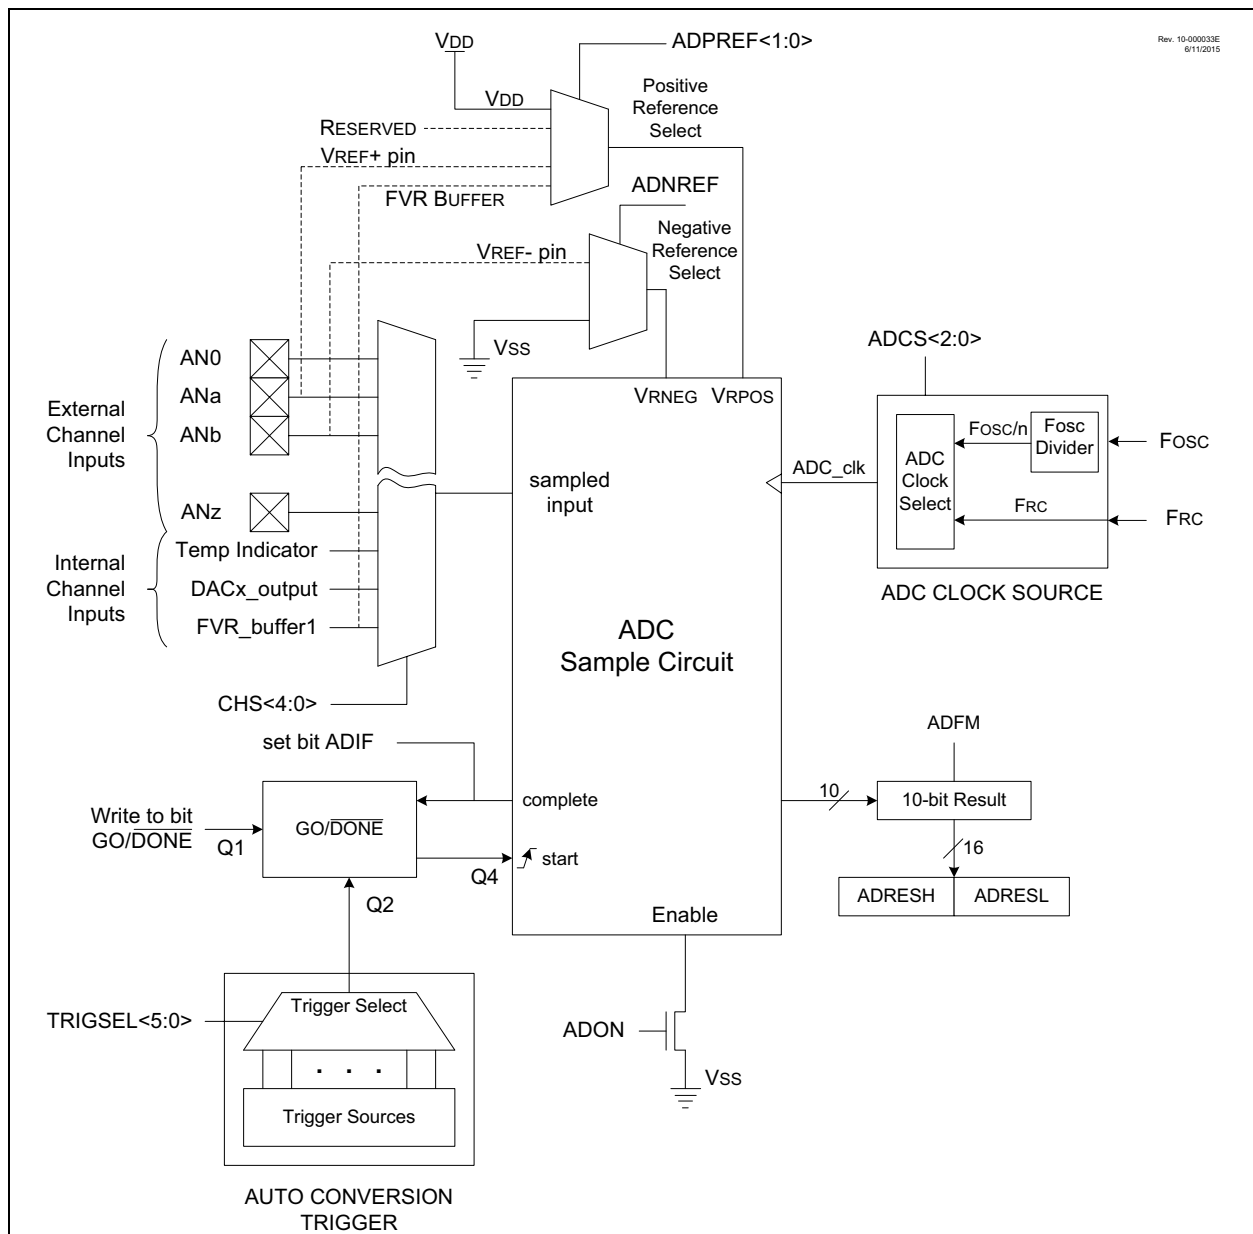 Rev. 10-000033E
6/11/2015
VDD
ADPREF<1:0>
VDD
Positive
Reference
Select
RESERVED
VREF+ pin
FVR BUFFER
ADNREF
Negative
Reference
Select
VREF- pin
VSS
External
Channel
Inputs
AN0
ANa
ANb
ANz
Internal
Channel
Inputs
Temp Indicator
DACx_output
FVR_buffer1
CHS<4:0>
VRNEG VRPOS
sampled
input
ADC
Sample Circuit
ADC_clk
ADCS<2:0>
ADC
Clock
Select
FOSC/n
Fosc
Divider
FOSC
FRC
FRC
ADC CLOCK SOURCE
set bit ADIF
complete
Write to bit
GO/DONE
Q1
GO/DONE
Q4
start
Q2
Enable
ADFM
10
10-bit Result
16
ADRESH ADRESL
TRIGSEL<5:0>
Trigger Select
. . .
Trigger Sources
AUTO CONVERSION
TRIGGER
ADON
VSS